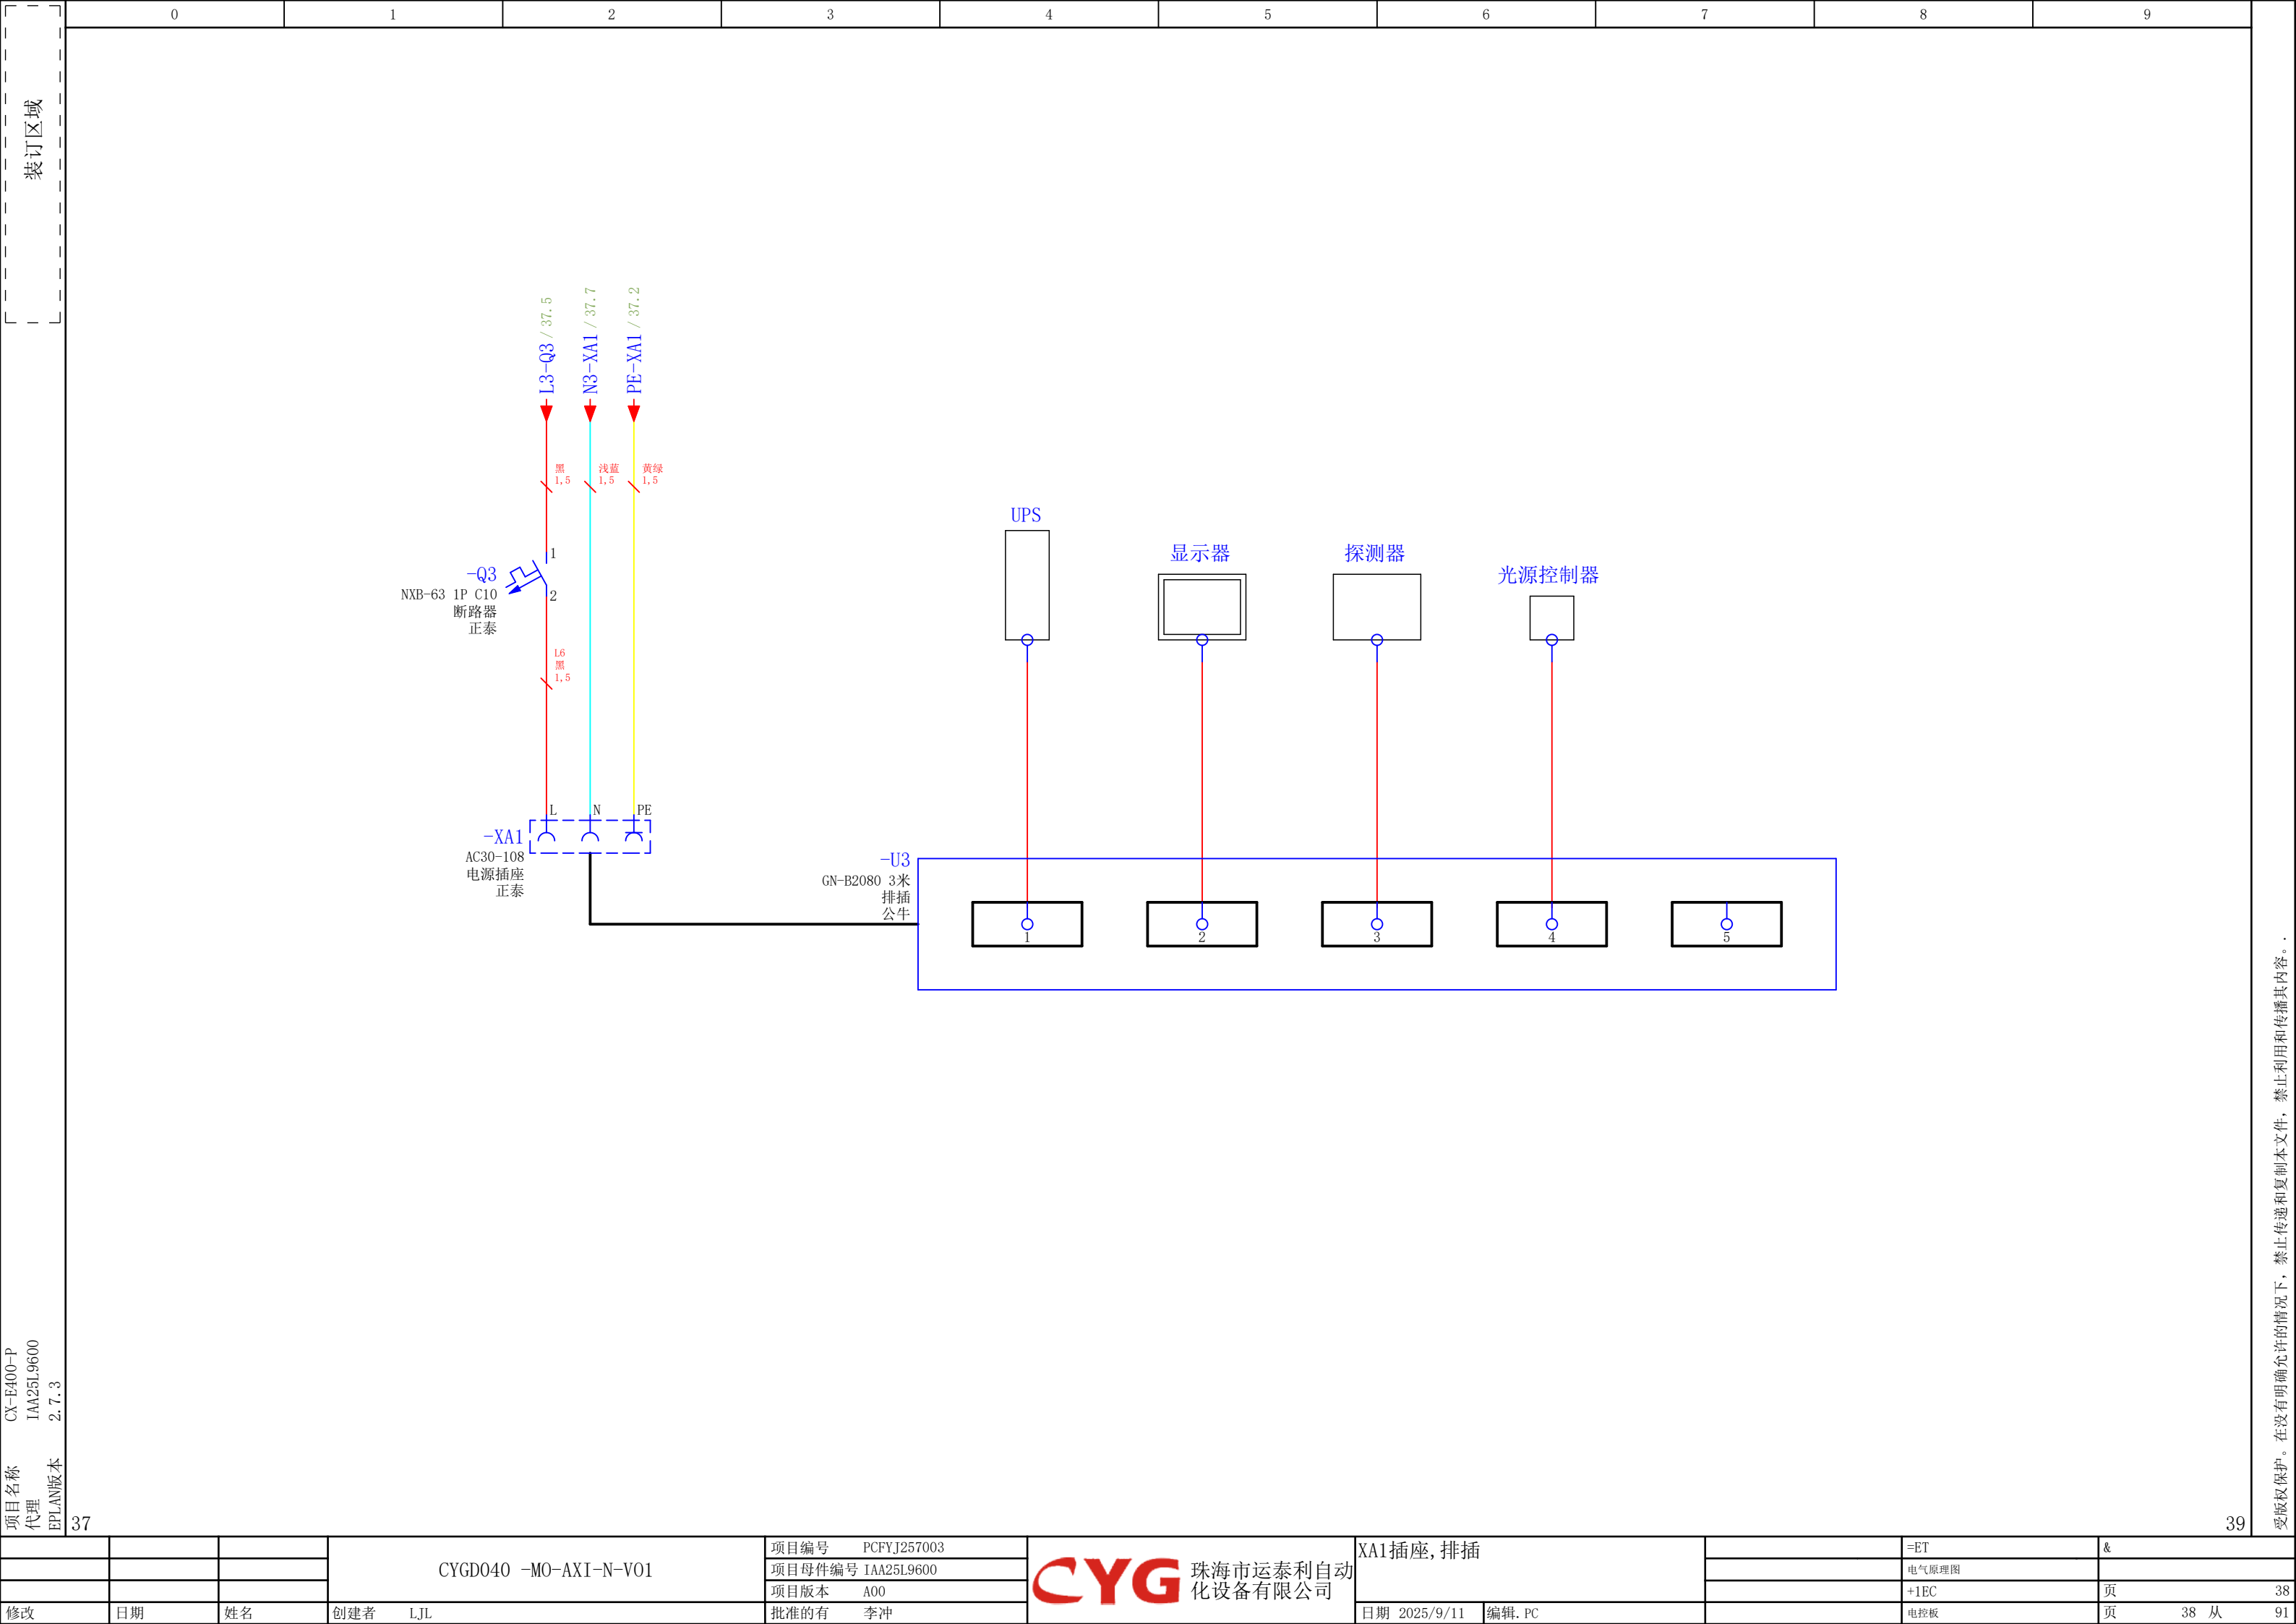 0 1 2 3 4 5 6 7 8 9
装订区域
L3-Q3 / 37.5
N3-XA1 / 37.7
PE-XA1 / 37.2
黑
1,5
浅蓝
1,5
黄绿
1,5
1
-Q3
NXB-63 1P C10
断路器
正泰
2
L6
黑
1,5
L N PE
-XA1
AC30-108
电源插座
正泰
UPS
显示器
探测器
光源控制器
-U3
GN-B2080 3米
排插
公牛
1 2 3 4 5
项目名称 CX-E400-P
代理 IAA25L9600
EPLAN版本 2.7.3
受版权保护。在没有明确允许的情况下，禁止传递和复制本文件，禁止利用和传播其内容。.
37
39
修改 日期 姓名
CYGD040 -MO-AXI-N-VO1
创建者 LJL
项目编号 PCFYJ257003
项目母件编号 IAA25L9600
项目版本 A00
批准的有 李冲
CYG
珠海市运泰利自动
化设备有限公司
XA1插座,排插
日期 2025/9/11 编辑.PC
=ET
电气原理图
+1EC
电控板
&
页 38
页 38 从 91